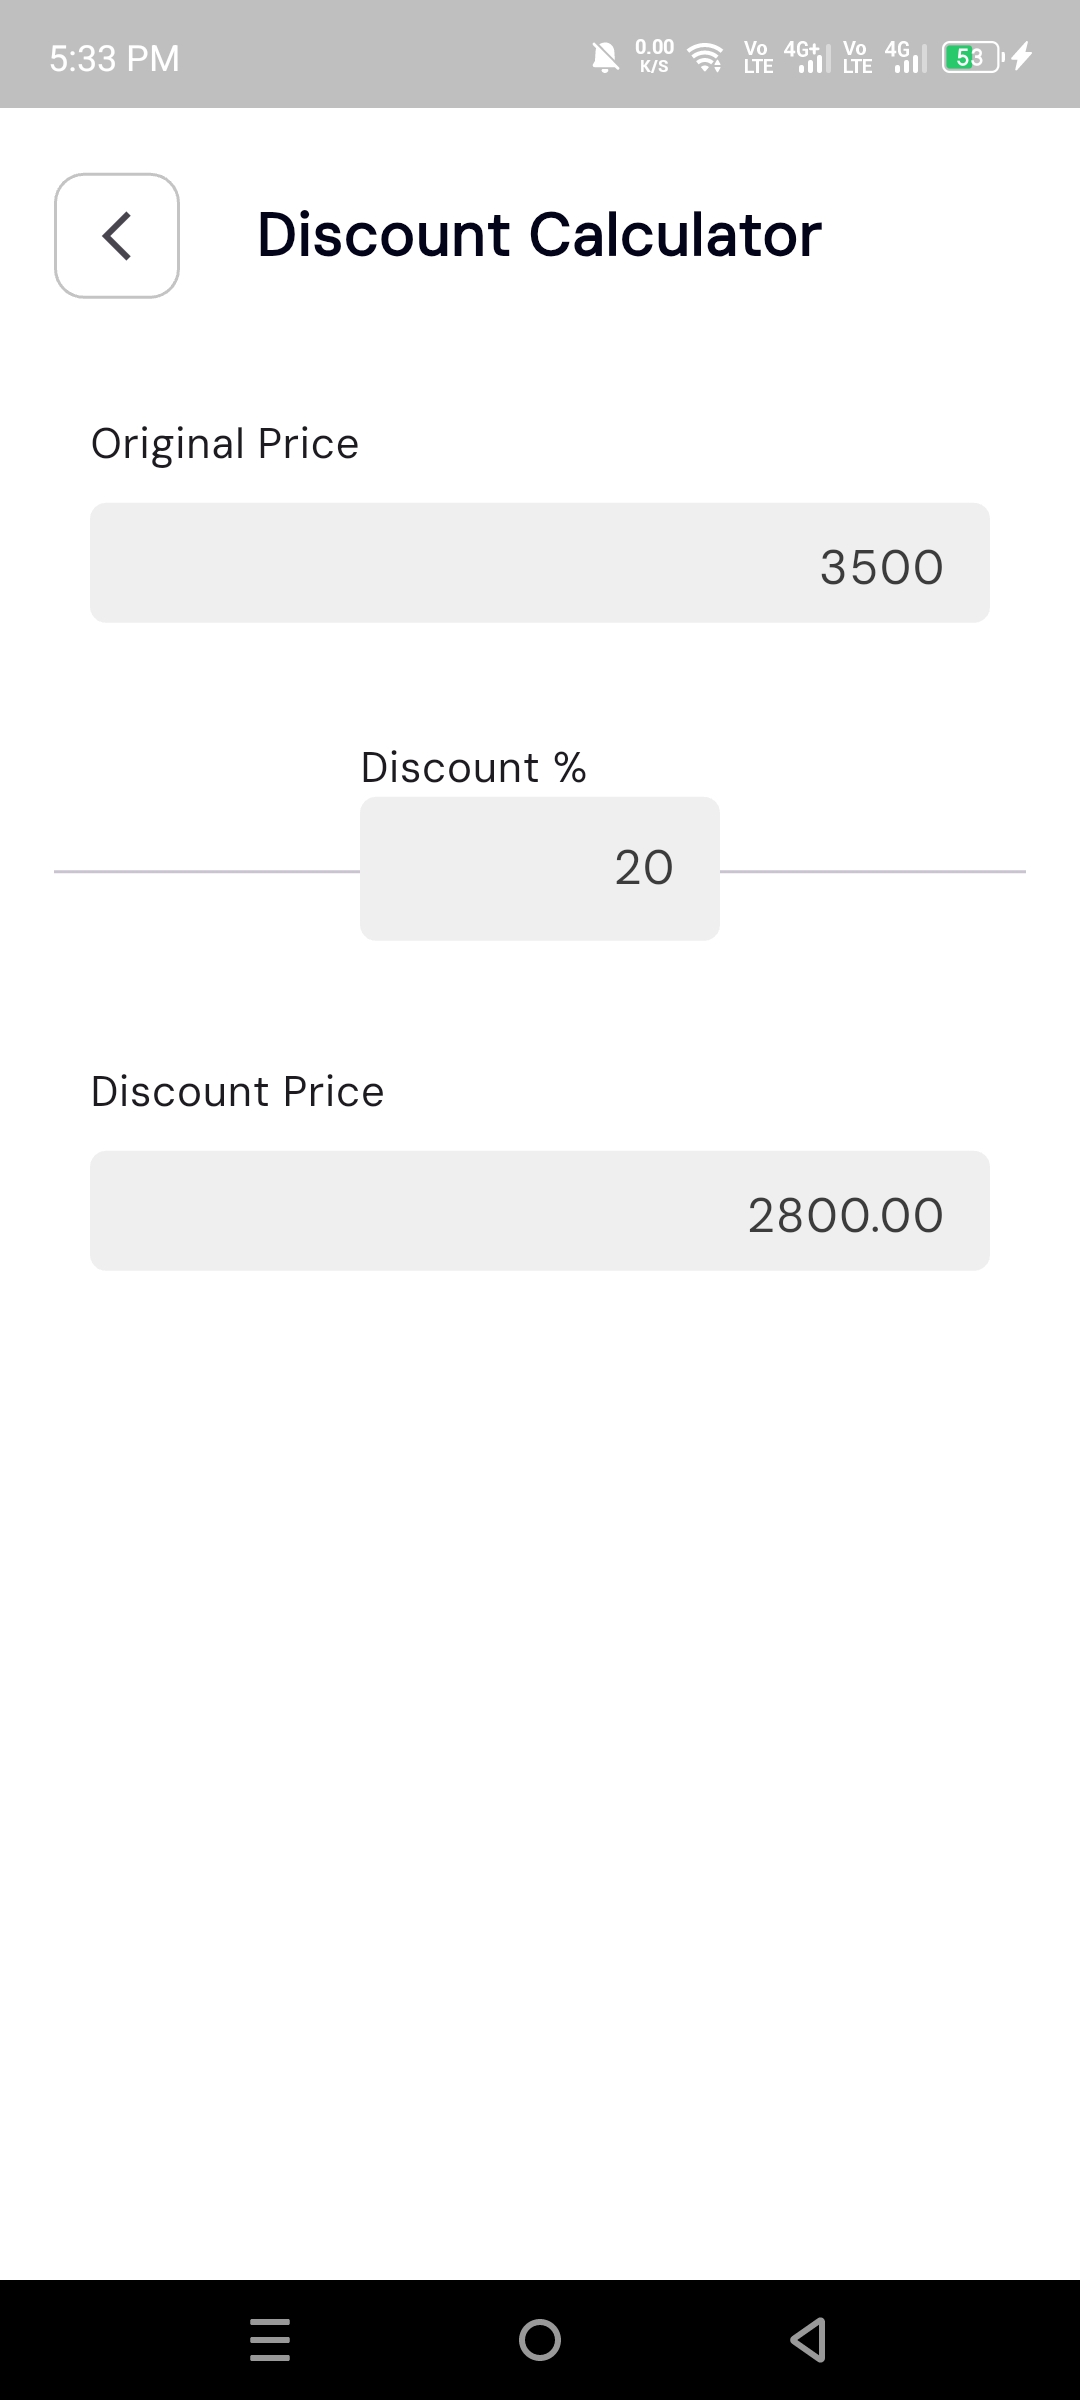 5:33 PM 0.00 K/S Vo LTE 4G+ Vo LTE 4G 53
Discount Calculator
Original Price
3500
Discount %
20
Discount Price
2800.00